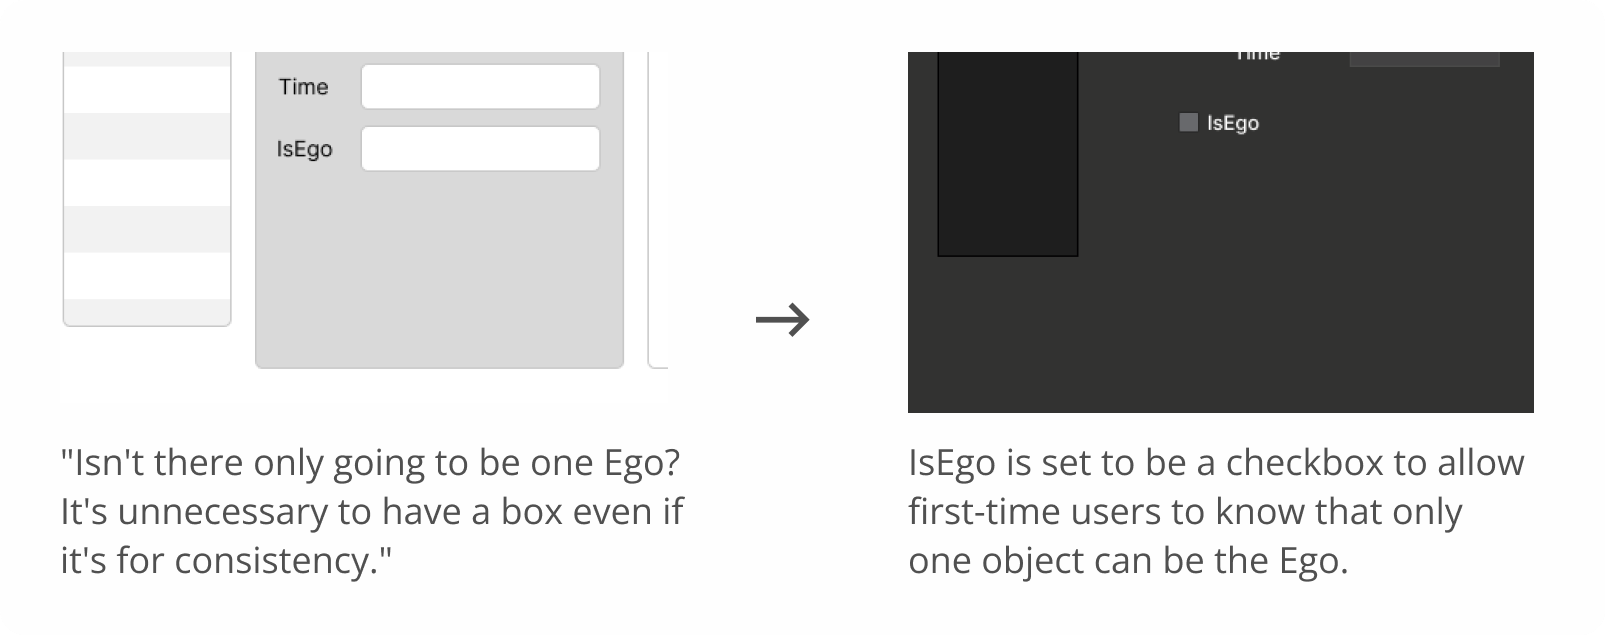 Time
IsEgo
Time
IsEgo
"Isn't there only going to be one Ego?
It's unnecessary to have a box even if
it's for consistency."
IsEgo is set to be a checkbox to allow
first-time users to know that only
one object can be the Ego.